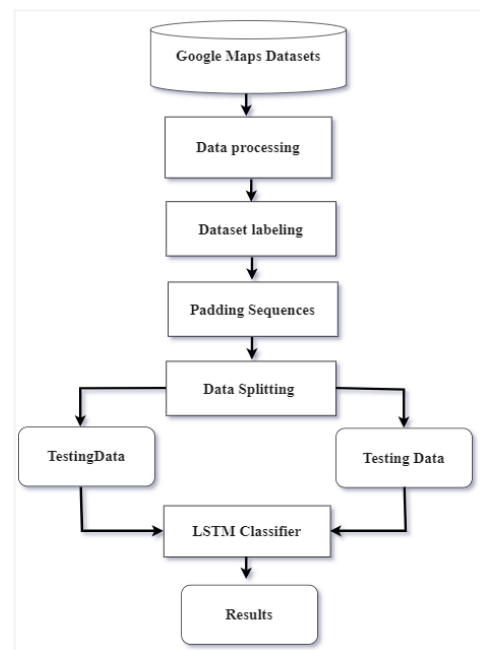 Google Maps Datasets
Data processing
Dataset labeling
Padding Sequences
Data Splitting
TestingData
Testing Data
LSTM Classifier
Results